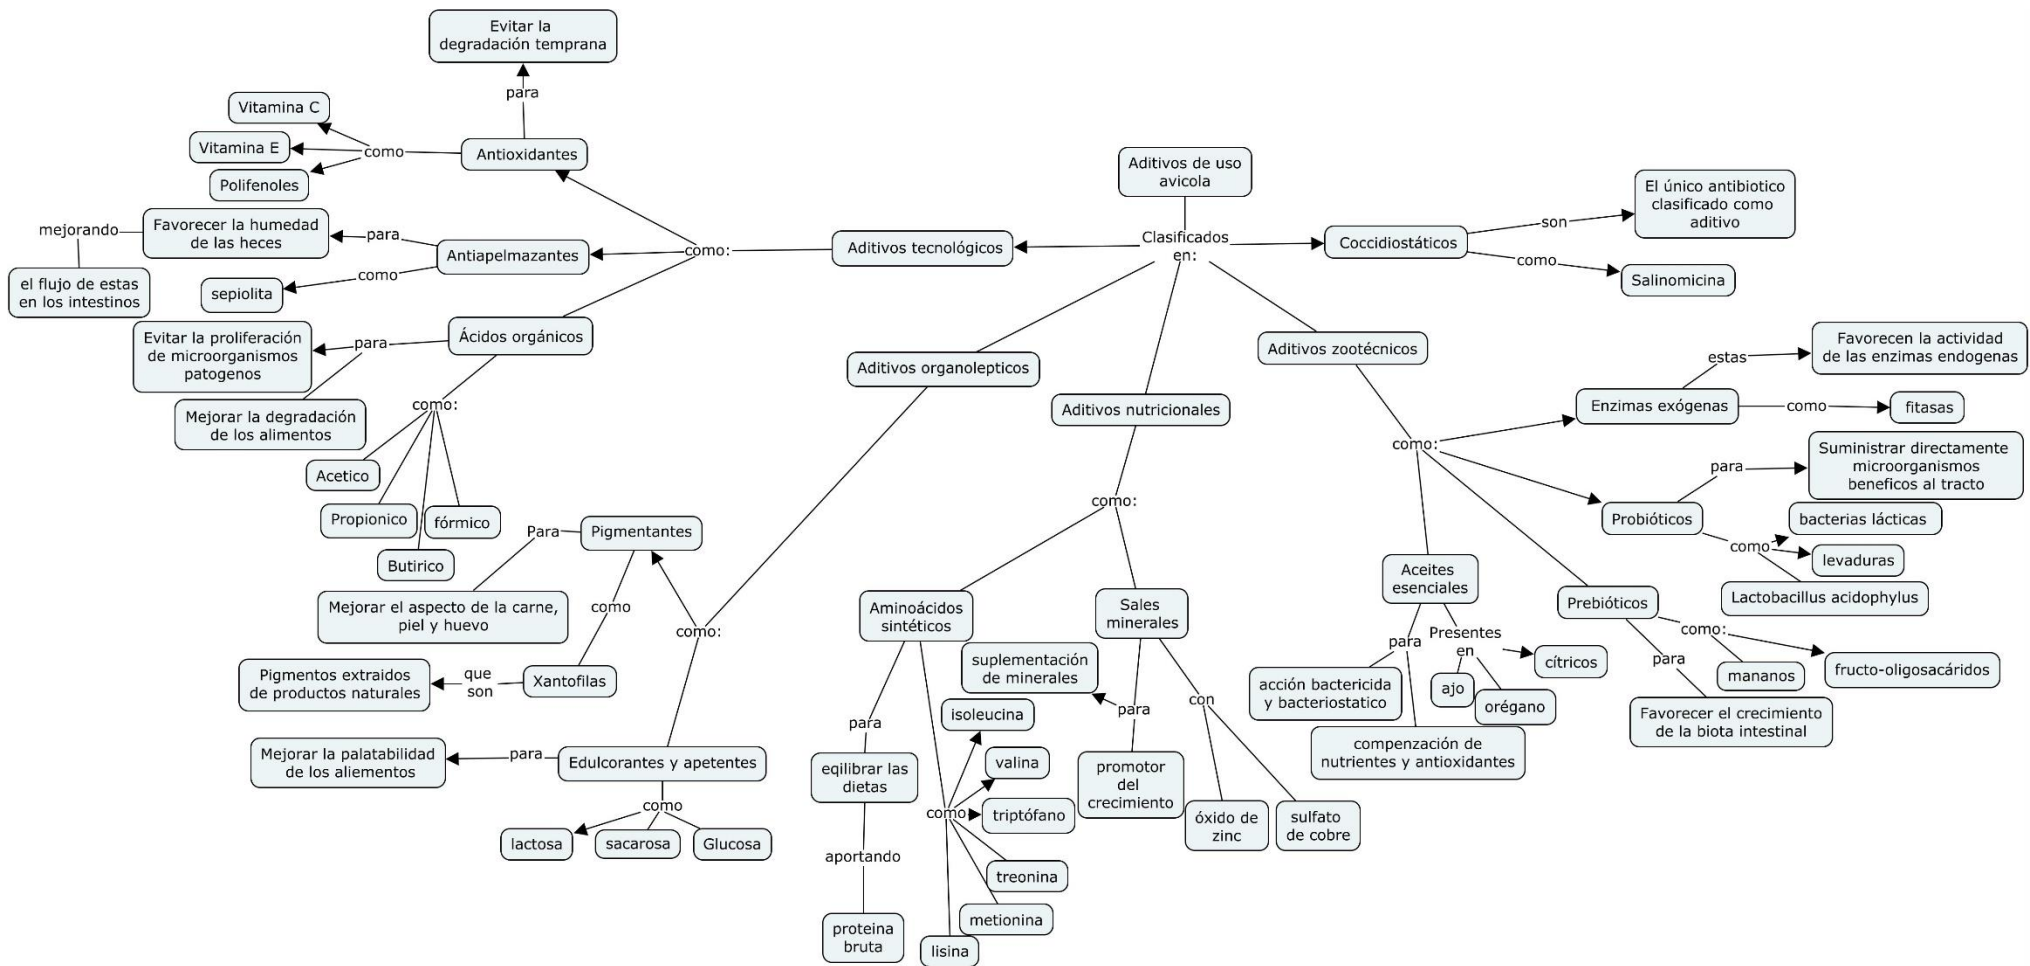 Evitar la
degradación temprana
para
Vitamina C
Vitamina E
Polifenoles
como
Antioxidantes
Aditivos de uso
avicola
Clasificados
en:
Aditivos tecnológicos
como:
mejorando
Favorecer la humedad
de las heces
para
Antiapelmazantes
el flujo de estas
en los intestinos
sepiolita
como
Evitar la proliferación
de microorganismos
patogenos
para
Ácidos orgánicos
Mejorar la degradación
de los alimentos
como:
Acetico
Propionico
fórmico
Butirico
Coccidiostáticos
son
El único antibiotico
clasificado como
aditivo
como
Salinomicina
Aditivos organolepticos
como:
Para
Pigmentantes
Mejorar el aspecto de la carne,
piel y huevo
como
Pigmentos extraidos
de productos naturales
que
son
Xantofilas
Mejorar la palatabilidad
de los aliementos
para
Edulcorantes y apetentes
como
lactosa
sacarosa
Glucosa
Aditivos nutricionales
como:
Aminoácidos
sintéticos
para
eqilibrar las
dietas
aportando
proteina
bruta
como
isoleucina
valina
triptófano
treonina
metionina
lisina
Sales
minerales
suplementación
de minerales
para
promotor
del
crecimiento
con
óxido de
zinc
sulfato
de cobre
Aditivos zootécnicos
como:
Enzimas exógenas
estas
Favorecen la actividad
de las enzimas endogenas
como
fitasas
Probióticos
para
Suministrar directamente
microorganismos
beneficos al tracto
como
bacterias lácticas
levaduras
Lactobacillus acidophylus
Aceites
esenciales
para
acción bactericida
y bacteriostatico
compenzación de
nutrientes y antioxidantes
Presentes
en
ajo
orégano
cítricos
Prebióticos
como:
fructo-oligosacáridos
mananos
para
Favorecer el crecimiento
de la biota intestinal